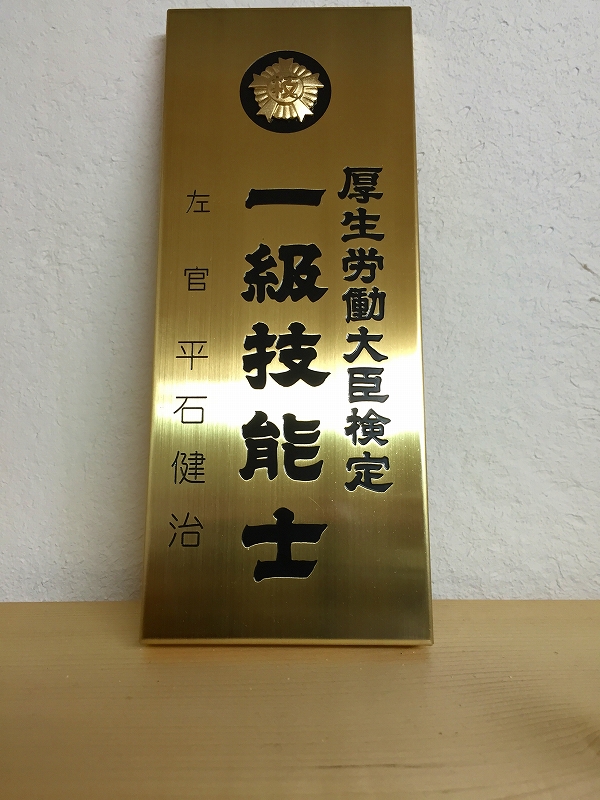 技
厚生労働大臣検定
一級技能士
左官 平石健治